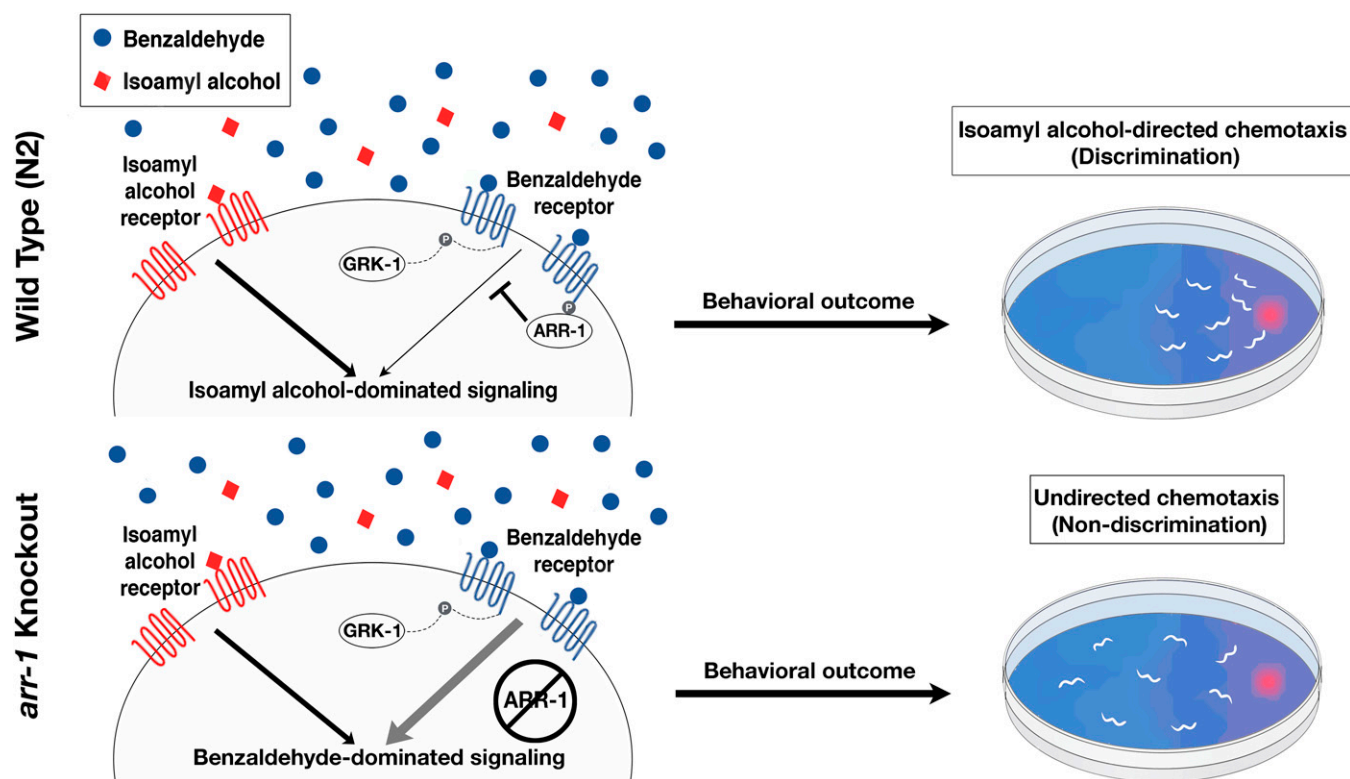 Benzaldehyde
Isoamyl alcohol
Wild Type (N2)
Isoamyl
alcohol
receptor
Benzaldehyde
receptor
P
GRK-1
P
ARR-1
Isoamyl alcohol-dominated signaling
Behavioral outcome
Isoamyl alcohol-directed chemotaxis
(Discrimination)
arr-1 Knockout
Isoamyl
alcohol
receptor
Benzaldehyde
receptor
P
GRK-1
ARR-1
Benzaldehyde-dominated signaling
Behavioral outcome
Undirected chemotaxis
(Non-discrimination)